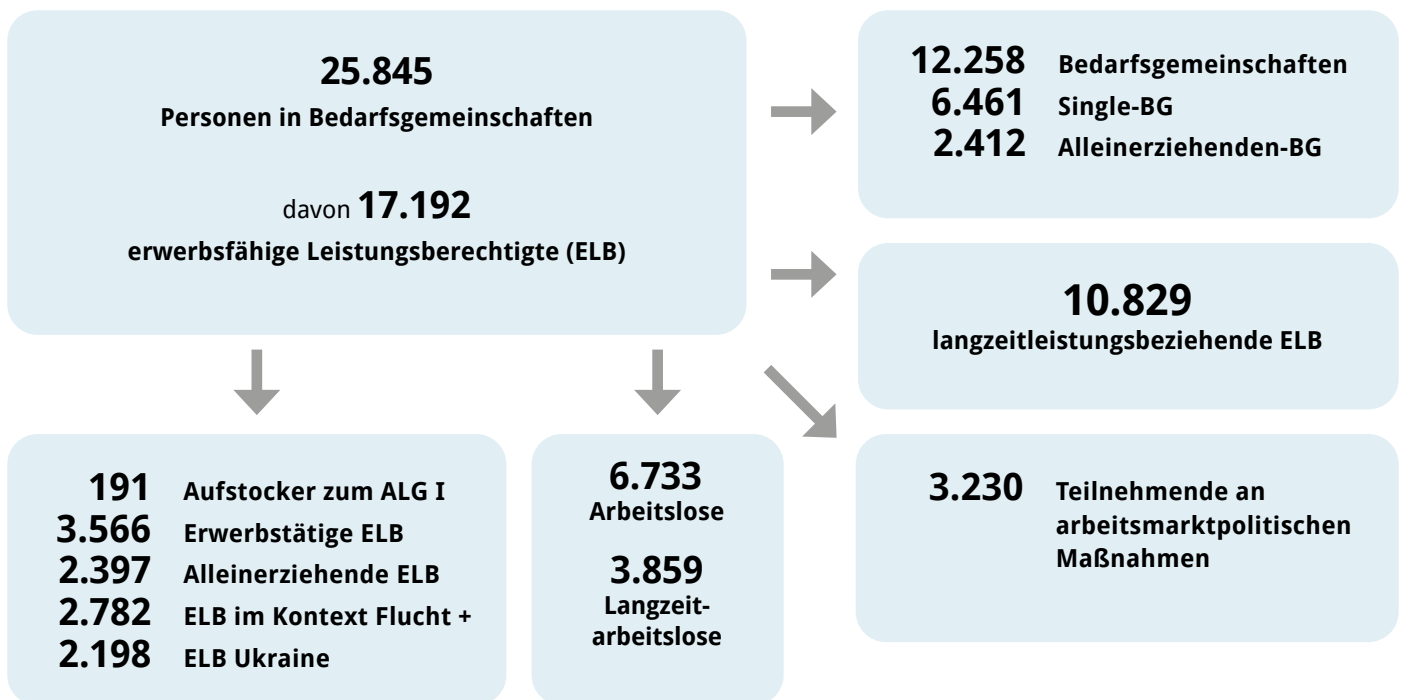 25.845
Personen in Bedarfsgemeinschaften
davon 17.192
erwerbsfähige Leistungsberechtigte (ELB)
12.258 Bedarfsgemeinschaften
6.461 Single-BG
2.412 Alleinerziehenden-BG
10.829
langzeitleistungsbeziehende ELB
191 Aufstocker zum ALG I
3.566 Erwerbstätige ELB
2.397 Alleinerziehende ELB
2.782 ELB im Kontext Flucht +
2.198 ELB Ukraine
6.733
Arbeitslose
3.859
Langzeit-
arbeitslose
3.230 Teilnehmende an
arbeitsmarktpolitischen
Maßnahmen